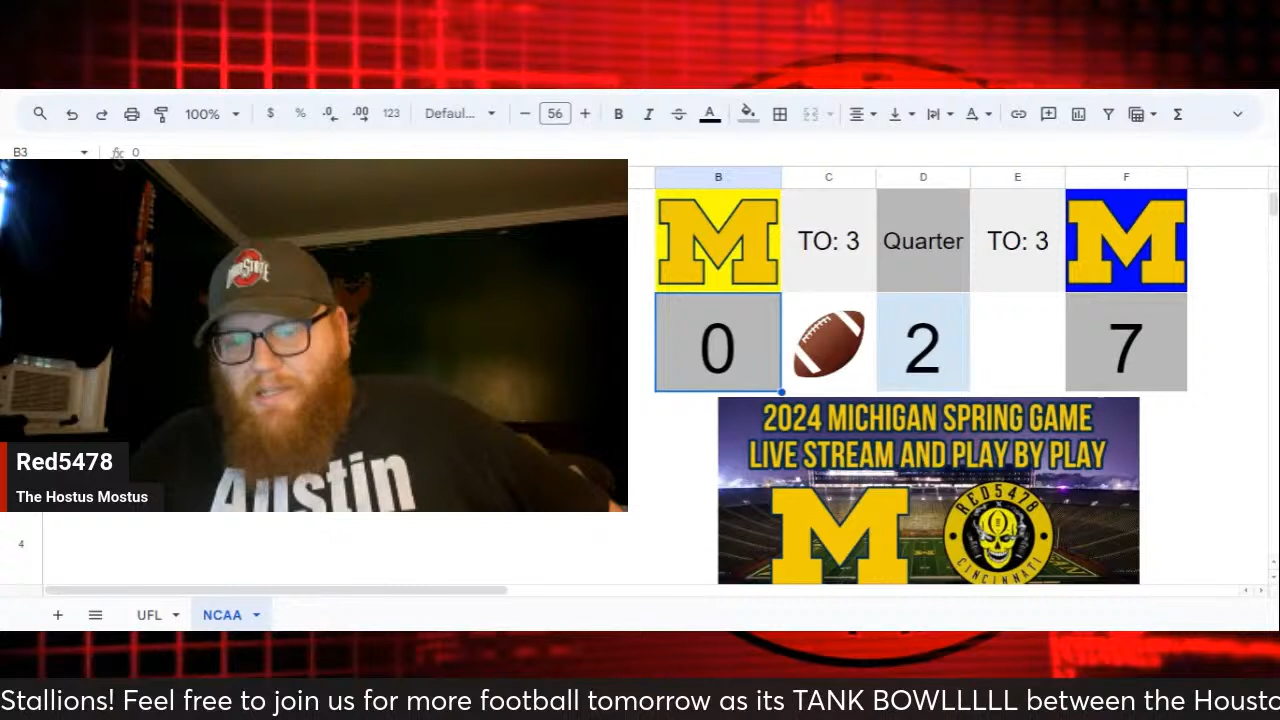 100%
$ % .0 .00 123
Defaul...
56
B I A A Σ
B3
fx 0
B C D E F
M TO: 3 Quarter TO: 3 M
0 2 7
OHIO STATE
Austin
Red5478
The Hostus Mostus
2024 MICHIGAN SPRING GAME
LIVE STREAM AND PLAY BY PLAY
M
RED5478
CINCINNATI
4
+ UFL NCAA
Stallions! Feel free to join us for more football tomorrow as its TANK BOWLLLLL between the Housto